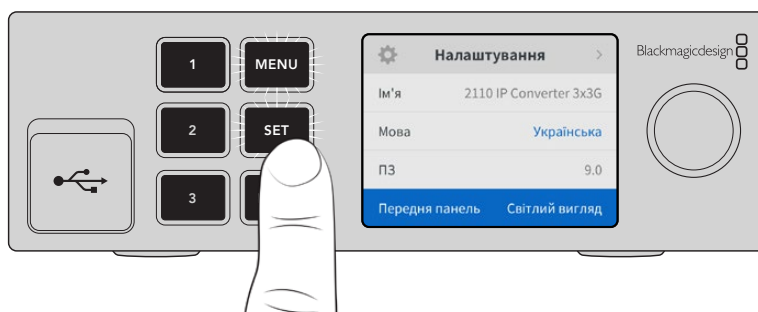 1
MENU
2
SET
3
Налаштування >
Ім'я 2110 IP Converter 3x3G
Мова Українська
ПЗ 9.0
Передня панель Світлий вигляд
Blackmagicdesign